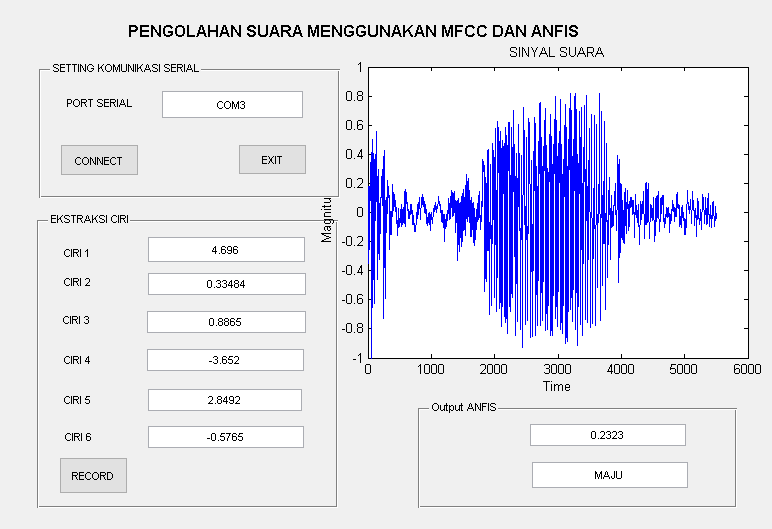 PENGOLAHAN SUARA MENGGUNAKAN MFCC DAN ANFIS
SETTING KOMUNIKASI SERIAL
PORT SERIAL COM3
CONNECT EXIT
EKSTRAKSI CIRI
CIRI 1 4.696
CIRI 2 0.33484
CIRI 3 0.8865
CIRI 4 -3.652
CIRI 5 2.8492
CIRI 6 -0.5765
RECORD
SINYAL SUARA
Magnitu
1
0.8
0.6
0.4
0.2
0
-0.2
-0.4
-0.6
-0.8
-1
0 1000 2000 3000 4000 5000 6000
Time
Output ANFIS
0.2323
MAJU